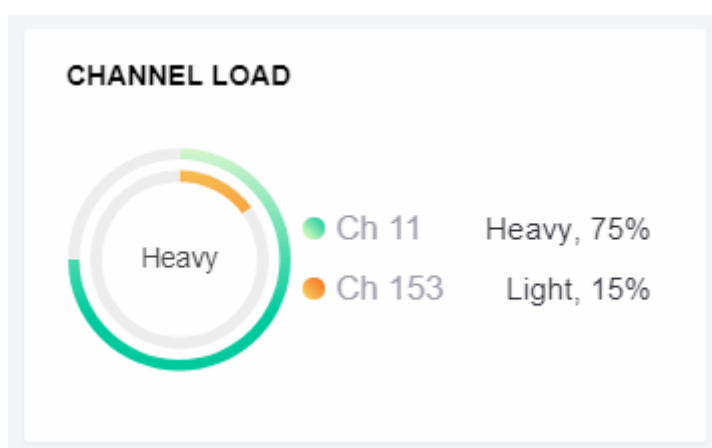 CHANNEL LOAD
Heavy
Ch 11 Heavy, 75%
Ch 153 Light, 15%